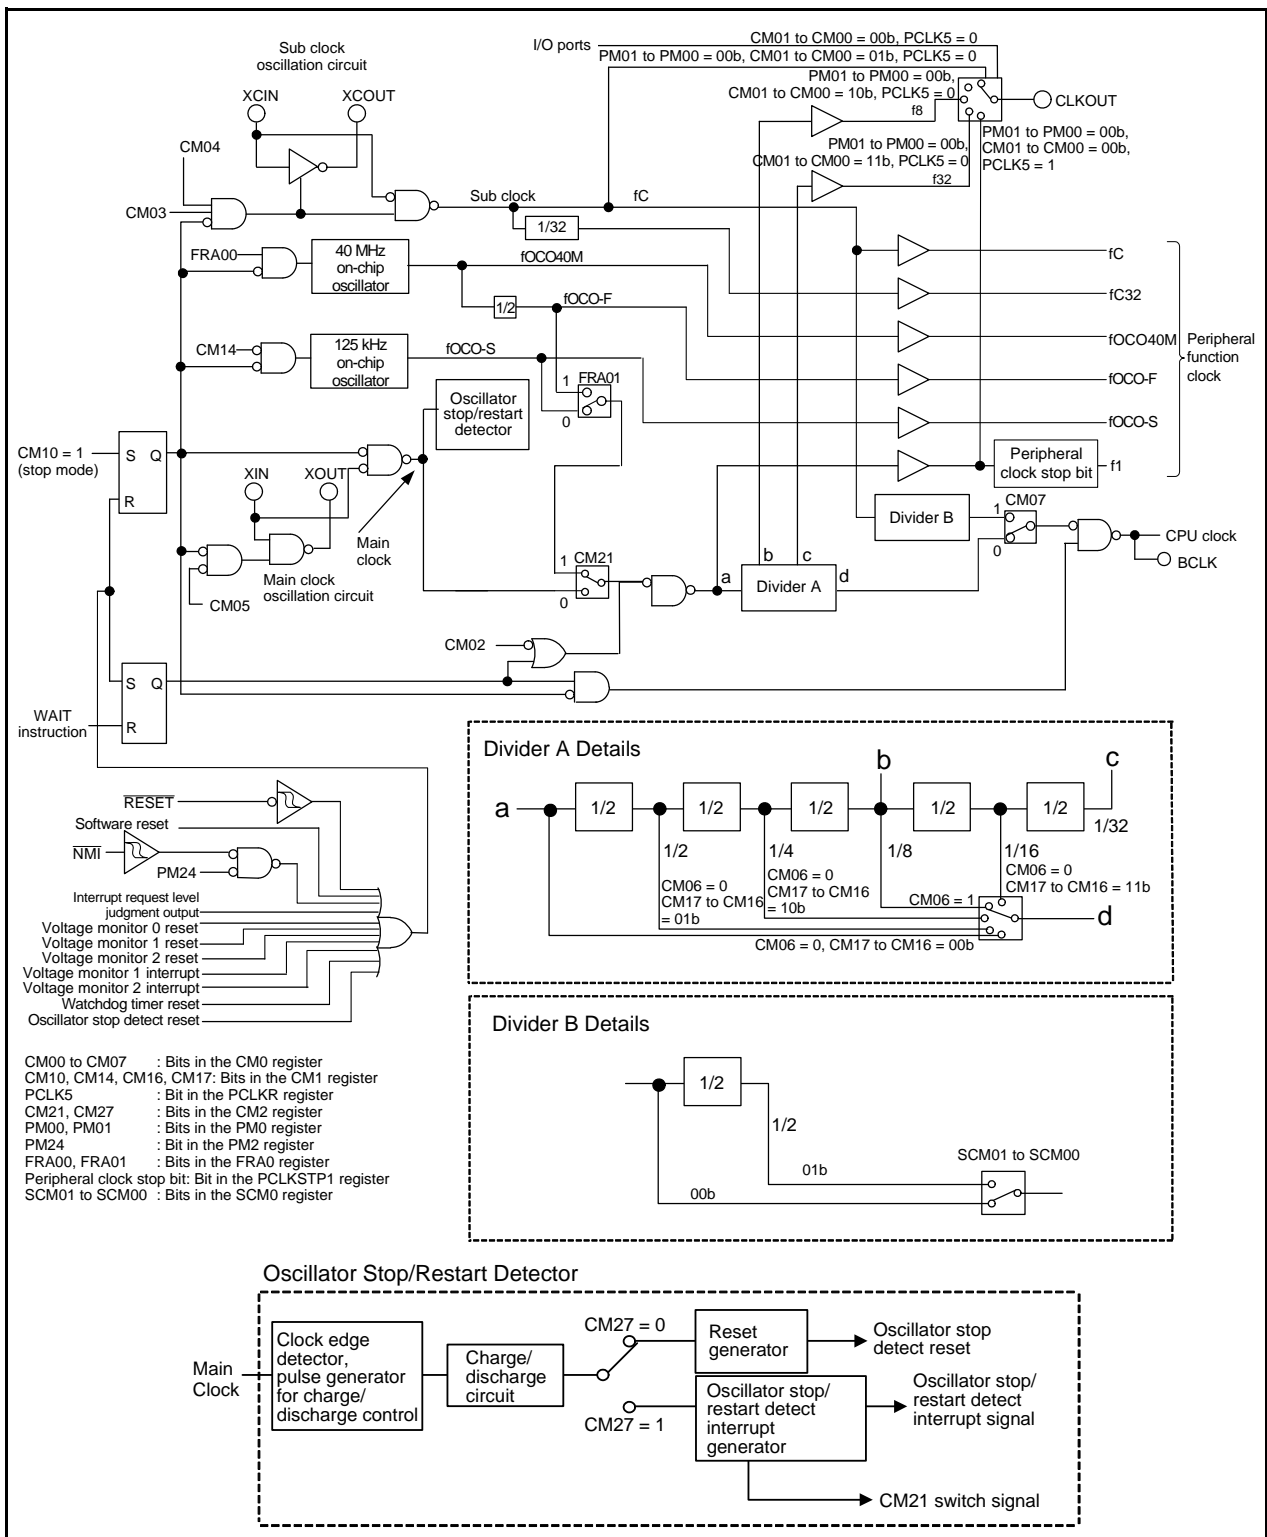 Sub clock
oscillation circuit
I/O ports
CM01 to CM00 = 00b, PCLK5 = 0
PM01 to PM00 = 00b, CM01 to CM00 = 01b, PCLK5 = 0
PM01 to PM00 = 00b,
CM01 to CM00 = 10b, PCLK5 = 0
f8
CLKOUT
XCIN
XCOUT
PM01 to PM00 = 00b,
CM01 to CM00 = 11b, PCLK5 = 0
f32
PM01 to PM00 = 00b,
CM01 to CM00 = 00b,
PCLK5 = 1
CM04
CM03
Sub clock
fC
1/32
FRA00
40 MHz
on-chip
oscillator
fOCO40M
1/2
fOCO-F
CM14
125 kHz
on-chip
oscillator
fOCO-S
1
FRA01
0
fC
fC32
fOCO40M
fOCO-F
fOCO-S
f1
Peripheral
function
clock
Oscillator
stop/restart
detector
CM10 = 1
(stop mode)
S
Q
R
XIN
XOUT
Main
clock
Main clock
oscillation circuit
CM05
Peripheral
clock stop bit
Divider B
CM07
1
0
CPU clock
BCLK
1
CM21
0
a
b
c
d
Divider A
CM02
S
Q
R
WAIT
instruction
RESET
Software reset
NMI
PM24
Interrupt request level
judgment output
Voltage monitor 0 reset
Voltage monitor 1 reset
Voltage monitor 2 reset
Voltage monitor 1 interrupt
Voltage monitor 2 interrupt
Watchdog timer reset
Oscillator stop detect reset
Divider A Details
a
1/2
1/2
1/2
b
1/2
1/2
c
1/32
1/2
1/4
1/8
1/16
CM06 = 0
CM17 to CM16
= 01b
CM06 = 0
CM17 to CM16
= 10b
CM06 = 1
CM06 = 0
CM17 to CM16 = 11b
d
CM06 = 0, CM17 to CM16 = 00b
Divider B Details
1/2
1/2
01b
00b
SCM01 to SCM00
CM00 to CM07 : Bits in the CM0 register
CM10, CM14, CM16, CM17: Bits in the CM1 register
PCLK5 : Bit in the PCLKR register
CM21, CM27 : Bits in the CM2 register
PM00, PM01 : Bits in the PM0 register
PM24 : Bit in the PM2 register
FRA00, FRA01 : Bits in the FRA0 register
Peripheral clock stop bit: Bit in the PCLKSTP1 register
SCM01 to SCM00 : Bits in the SCM0 register
Oscillator Stop/Restart Detector
Main
Clock
Clock edge
detector,
pulse generator
for charge/
discharge control
Charge/
discharge
circuit
CM27 = 0
CM27 = 1
Reset
generator
Oscillator stop
detect reset
Oscillator stop/
restart detect
interrupt
generator
Oscillator stop/
restart detect
interrupt signal
CM21 switch signal